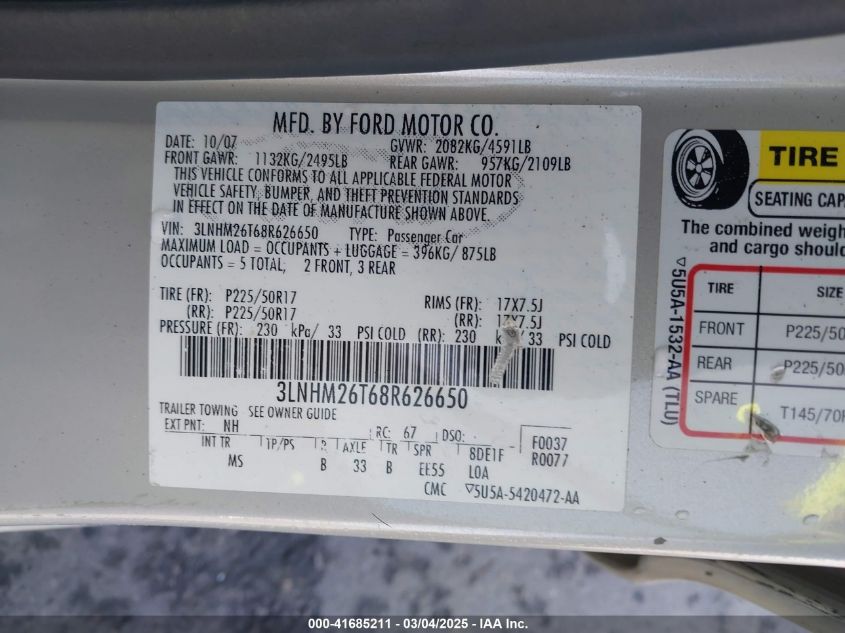 MFD. BY FORD MOTOR CO.
DATE: 10/07 GVWR: 2082KG/4591LB
FRONT GAWR: 1132KG/2495LB REAR GAWR: 957KG/2109LB
THIS VEHICLE CONFORMS TO ALL APPLICABLE FEDERAL MOTOR
VEHICLE SAFETY, BUMPER, AND THEFT PREVENTION STANDARDS
IN EFFECT ON THE DATE OF MANUFACTURE SHOWN ABOVE.
VIN: 3LNHM26T68R626650 TYPE: Passenger Car
MAXIMUM LOAD = OCCUPANTS + LUGGAGE = 396KG/ 875LB
OCCUPANTS = 5 TOTAL, 2 FRONT, 3 REAR
TIRE (FR): P225/50R17 RIMS (FR): 17X7.5J
(RR): P225/50R17 (RR): 17X7.5J
PRESSURE (FR): 230 kPa/ 33 PSI COLD (RR): 230 / 33 PSI COLD
3LNHM26T68R626650
TRAILER TOWING SEE OWNER GUIDE
EXT PNT: NH RC: 67 DSO: F0037
INT TR TP/PS R AXLE TR SPR 8DE1F R0077
MS B 33 B EE55 LOA
CMC ▽5U5A-5420472-AA
TIRE
SEATING CAP
The combined weigh
and cargo shoul
▽5U5A-1532-AA (TLU)
TIRE SIZE
FRONT P225/50
REAR P225/50
SPARE T145/70
000-41685211 - 03/04/2025 - IAA Inc.